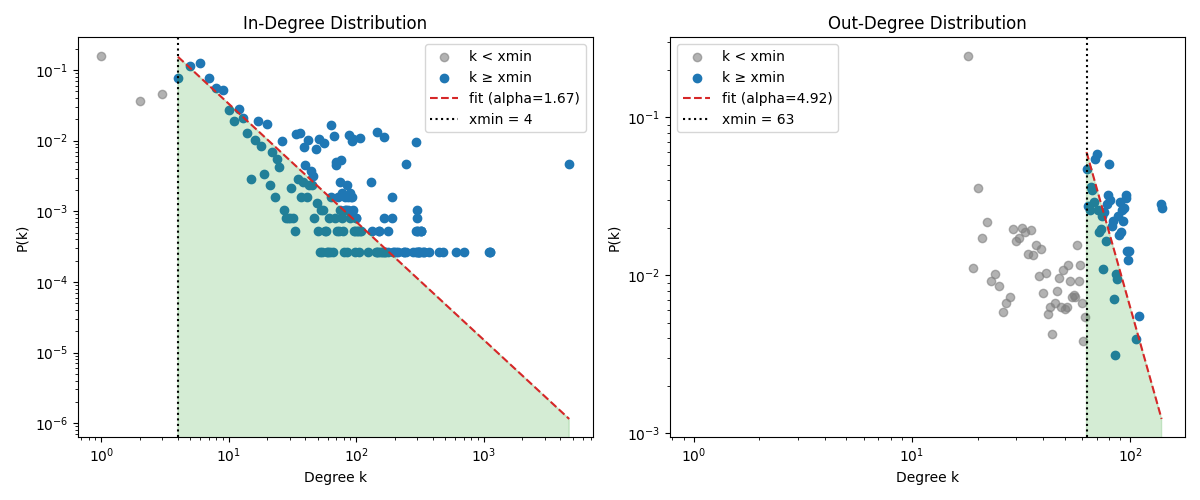 In-Degree Distribution
k < xmin
k ≥ xmin
fit (alpha=1.67)
xmin = 4
P(k)
10⁻¹
10⁻²
10⁻³
10⁻⁴
10⁻⁵
10⁻⁶
10⁰
10¹
10²
10³
Degree k
Out-Degree Distribution
k < xmin
k ≥ xmin
fit (alpha=4.92)
xmin = 63
P(k)
10⁻¹
10⁻²
10⁻³
10⁰
10¹
10²
Degree k